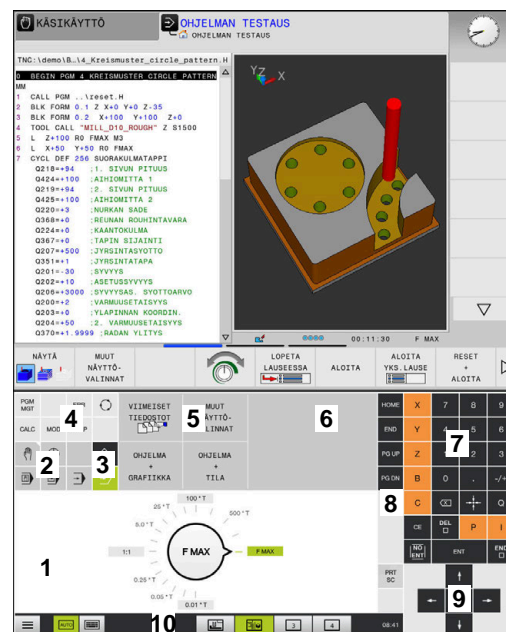 KÄSIKÄYTTÖ
OHJELMAN TESTAUS
OHJELMAN TESTAUS
TNC:\demo\B…\4_Kreismuster_circle_pattern.H
0 BEGIN PGM 4 KREISMUSTER CIRCLE PATTERN
MM
1 CALL PGM ..\reset.H
2 BLK FORM 0.1 Z X+0 Y+0 Z-35
3 BLK FORM 0.2 X+100 Y+100 Z+0
4 TOOL CALL "MILL_D10_ROUGH" Z S1500
5 L Z+100 R0 FMAX M3
6 L X+50 Y+50 R0 FMAX
7 CYCL DEF 256 SUORAKULMATAPPI
Q218=+94 ;1. SIVUN PITUUS
Q424=+100 ;AIHIOMITTA 1
Q219=+94 ;2. SIVUN PITUUS
Q425=+100 ;AIHIOMITTA 2
Q220=+3 ;NURKAN SADE
Q368=+0 ;REUNAN ROUHINTAVARA
Q224=+0 ;KAANTOKULMA
Q367=+0 ;TAPIN SIJAINTI
Q207=+500 ;JYRSINTASYOTTO
Q351=+1 ;JYRSINTATAPA
Q201=-30 ;SYVYYS
Q202=+10 ;ASETUSSYVYYS
Q206=+3000 ;SYVYYSAS. SYOTTOARVO
Q200=+2 ;VARMUUSETAISYYS
Q203=+0 ;YLAPINNAN KOORDIN.
Q204=+50 ;2. VARMUUSETAISYYS
Q370=+1.9999 ;RADAN YLITYS
Z Y X
00:11:30 F MAX
NÄYTÄ
MUUT
NÄYTTÖ-
VALINNAT
LOPETA
LAUSEESSA
ALOITA
ALOITA
YKS.LAUSE
RESET
+
ALOITA
PGM
MGT
CALC
MOD
4
2
3
VIIMEISET
TIEDOSTOT
MUUT
5
OHJELMA
+
GRAFIIKKA
OHJELMA
+
TILA
6
HOME X 7 8 9
END Y 5 6
PG UP Z 1 2 3
7
PG DN B 0 . -/+
8
C Q
CE DEL P I
NO
ENT
ENT
END
PRT
SC
9
1
100°T
25°T
5.0°T
1:1
0.25°T
0.05°T
0.01°T
F MAX
F MAX
AUTO
10
3
4
08:41